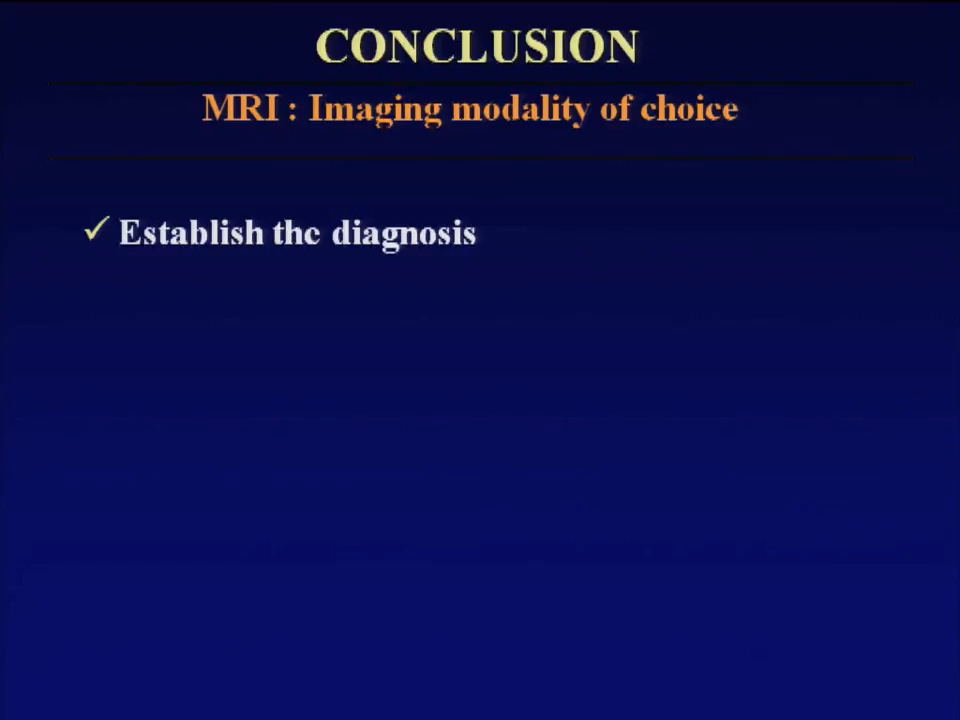 CONCLUSION
MRI : Imaging modality of choice
✓ Establish the diagnosis